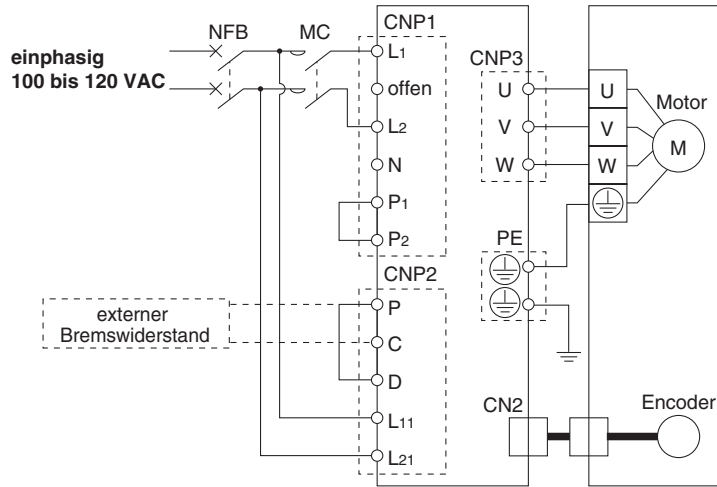 NFB
MC
CNP1
einphasig
100 bis 120 VAC
L1
offen
L2
N
P1
P2
CNP3
U
V
W
U
V
W
Motor
M
PE
CNP2
externer
Bremswiderstand
P
C
D
L11
L21
CN2
Encoder